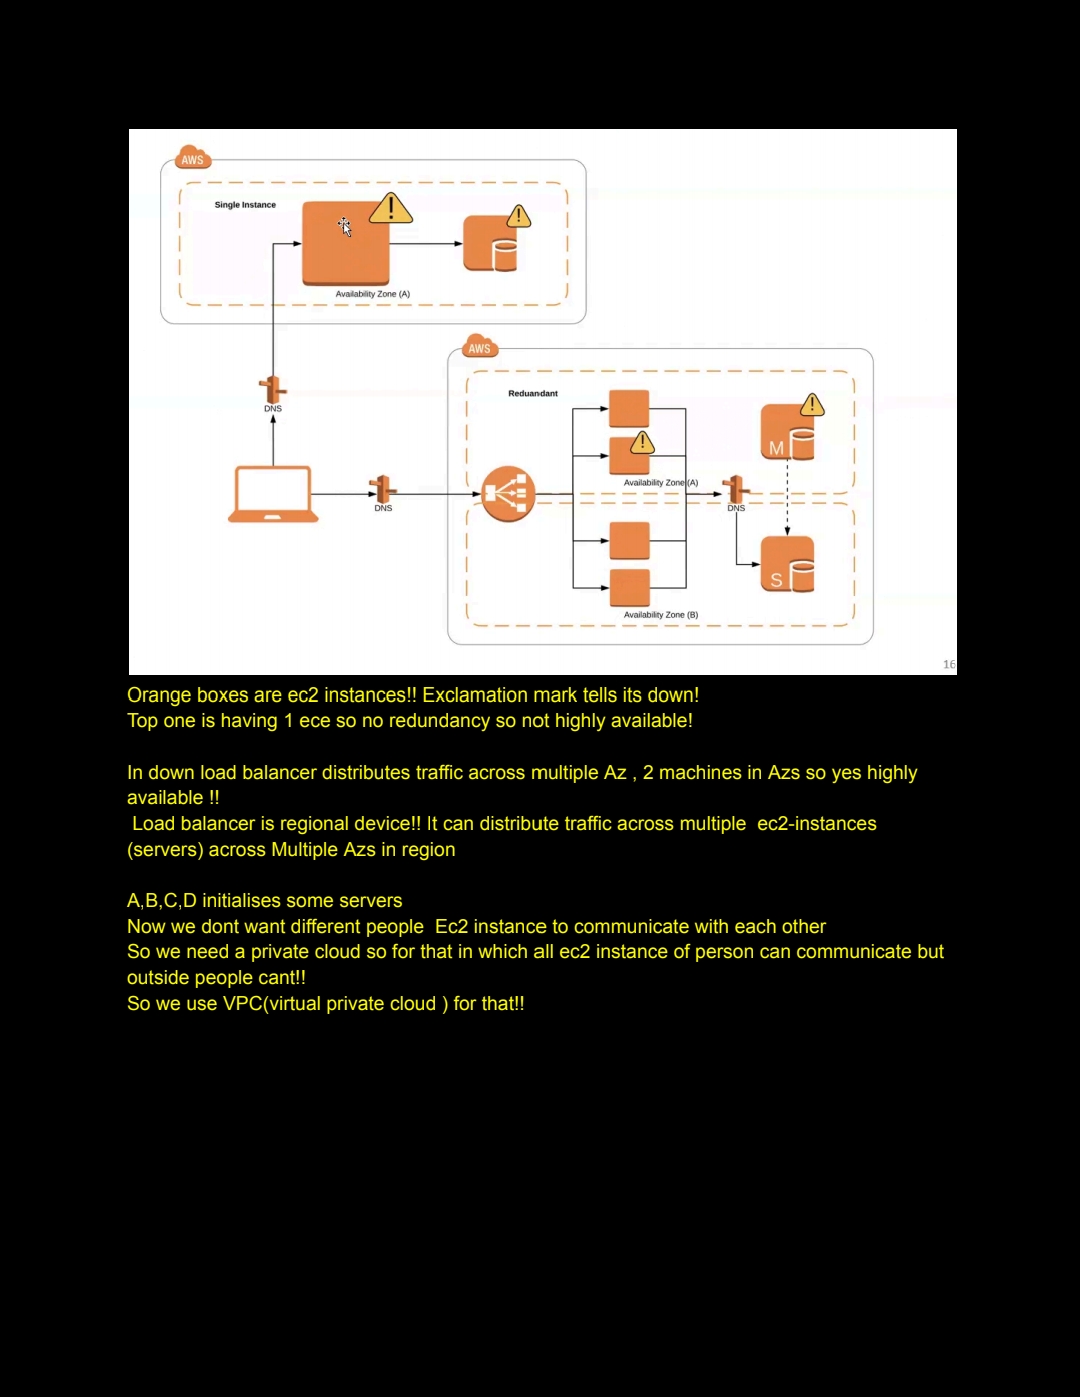 AWS
Single Instance
Availability Zone (A)
DNS
AWS
Reduandant
M
Availability Zone (A)
DNS
DNS
S
Availability Zone (B)
16
Orange boxes are ec2 instances!! Exclamation mark tells its down!
Top one is having 1 ece so no redundancy so not highly available!
In down load balancer distributes traffic across multiple Az , 2 machines in Azs so yes highly
available !!
Load balancer is regional device!! It can distribute traffic across multiple  ec2-instances
(servers) across Multiple Azs in region
A,B,C,D initialises some servers
Now we dont want different people  Ec2 instance to communicate with each other
So we need a private cloud so for that in which all ec2 instance of person can communicate but
outside people cant!!
So we use VPC(virtual private cloud ) for that!!